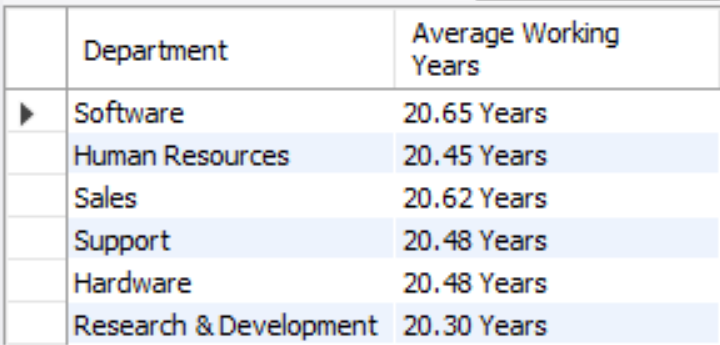 Department Average Working Years
Software 20.65 Years
Human Resources 20.45 Years
Sales 20.62 Years
Support 20.48 Years
Hardware 20.48 Years
Research & Development 20.30 Years